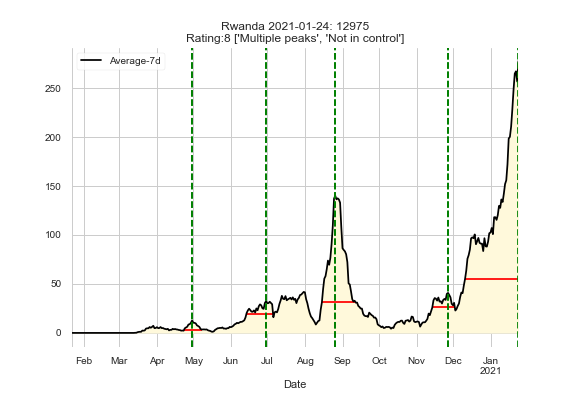 Rwanda 2021-01-24: 12975
Rating:8 ['Multiple peaks', 'Not in control']
Average-7d
250
200
150
100
50
0
Feb Mar Apr May Jun Jul Aug Sep Oct Nov Dec Jan
2021
Date